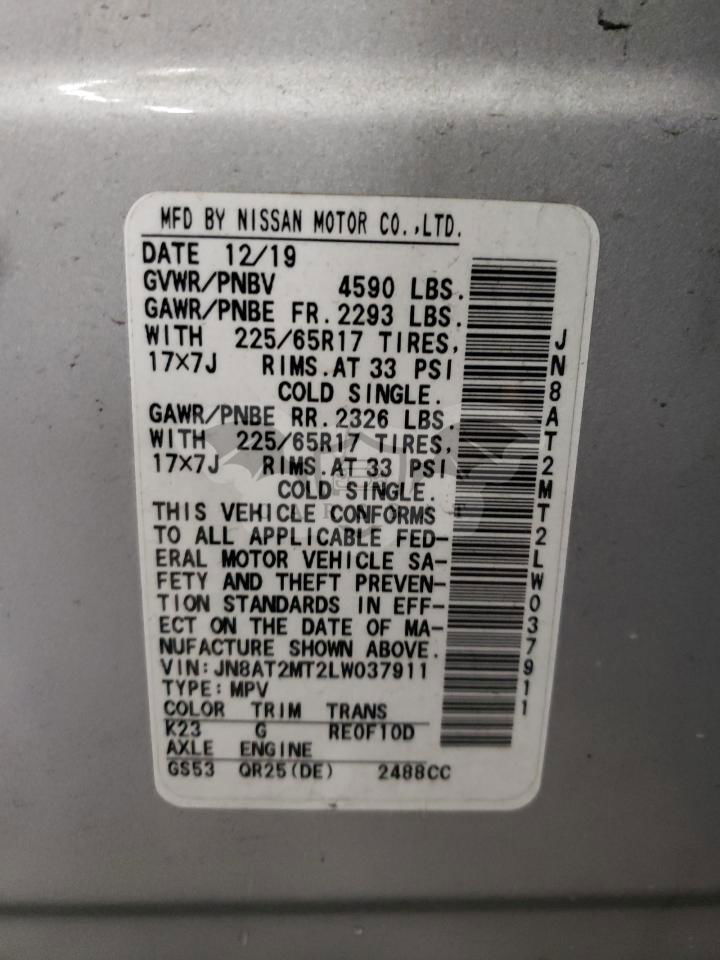 MFD BY NISSAN MOTOR CO.,LTD.
DATE 12/19
GVWR/PNBV 4590 LBS.
GAWR/PNBE FR.2293 LBS.
WITH 225/65R17 TIRES,
17×7J RIMS.AT 33 PSI
COLD SINGLE.
GAWR/PNBE RR.2326 LBS.
WITH 225/65R17 TIRES,
17×7J RIMS.AT 33 PSI
COLD SINGLE.
THIS VEHICLE CONFORMS
TO ALL APPLICABLE FED-
ERAL MOTOR VEHICLE SA-
FETY AND THEFT PREVEN-
TION STANDARDS IN EFF-
ECT ON THE DATE OF MA-
NUFACTURE SHOWN ABOVE.
VIN:JN8AT2MT2LW037911
TYPE:MPV
COLOR TRIM TRANS
K23 G RE0F10D
AXLE ENGINE
GS53 QR25(DE) 2488CC
JN8AT2MT2LW037911